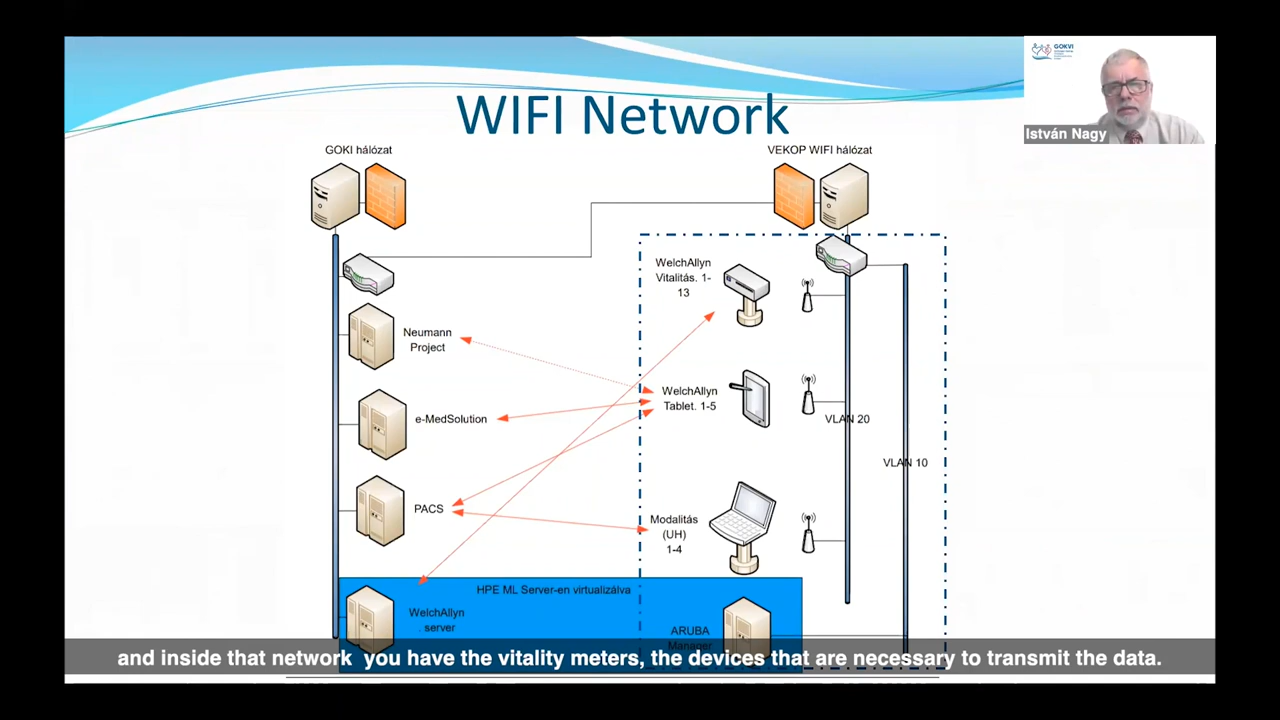 GOKVI
István Nagy
WIFI Network
GOKI hálózat
VEKOP WIFI hálózat
WelchAllyn
Vitalitás. 1-
13
Neumann
Project
WelchAllyn
Tablet. 1-5
e-MedSolution
VLAN 20
VLAN 10
PACS
Modalitás
(UH)
1-4
HPE ML Server-en virtualizálva
WelchAllyn
server
ARUBA
Manager
and inside that network you have the vitality meters, the devices that are necessary to transmit the data.